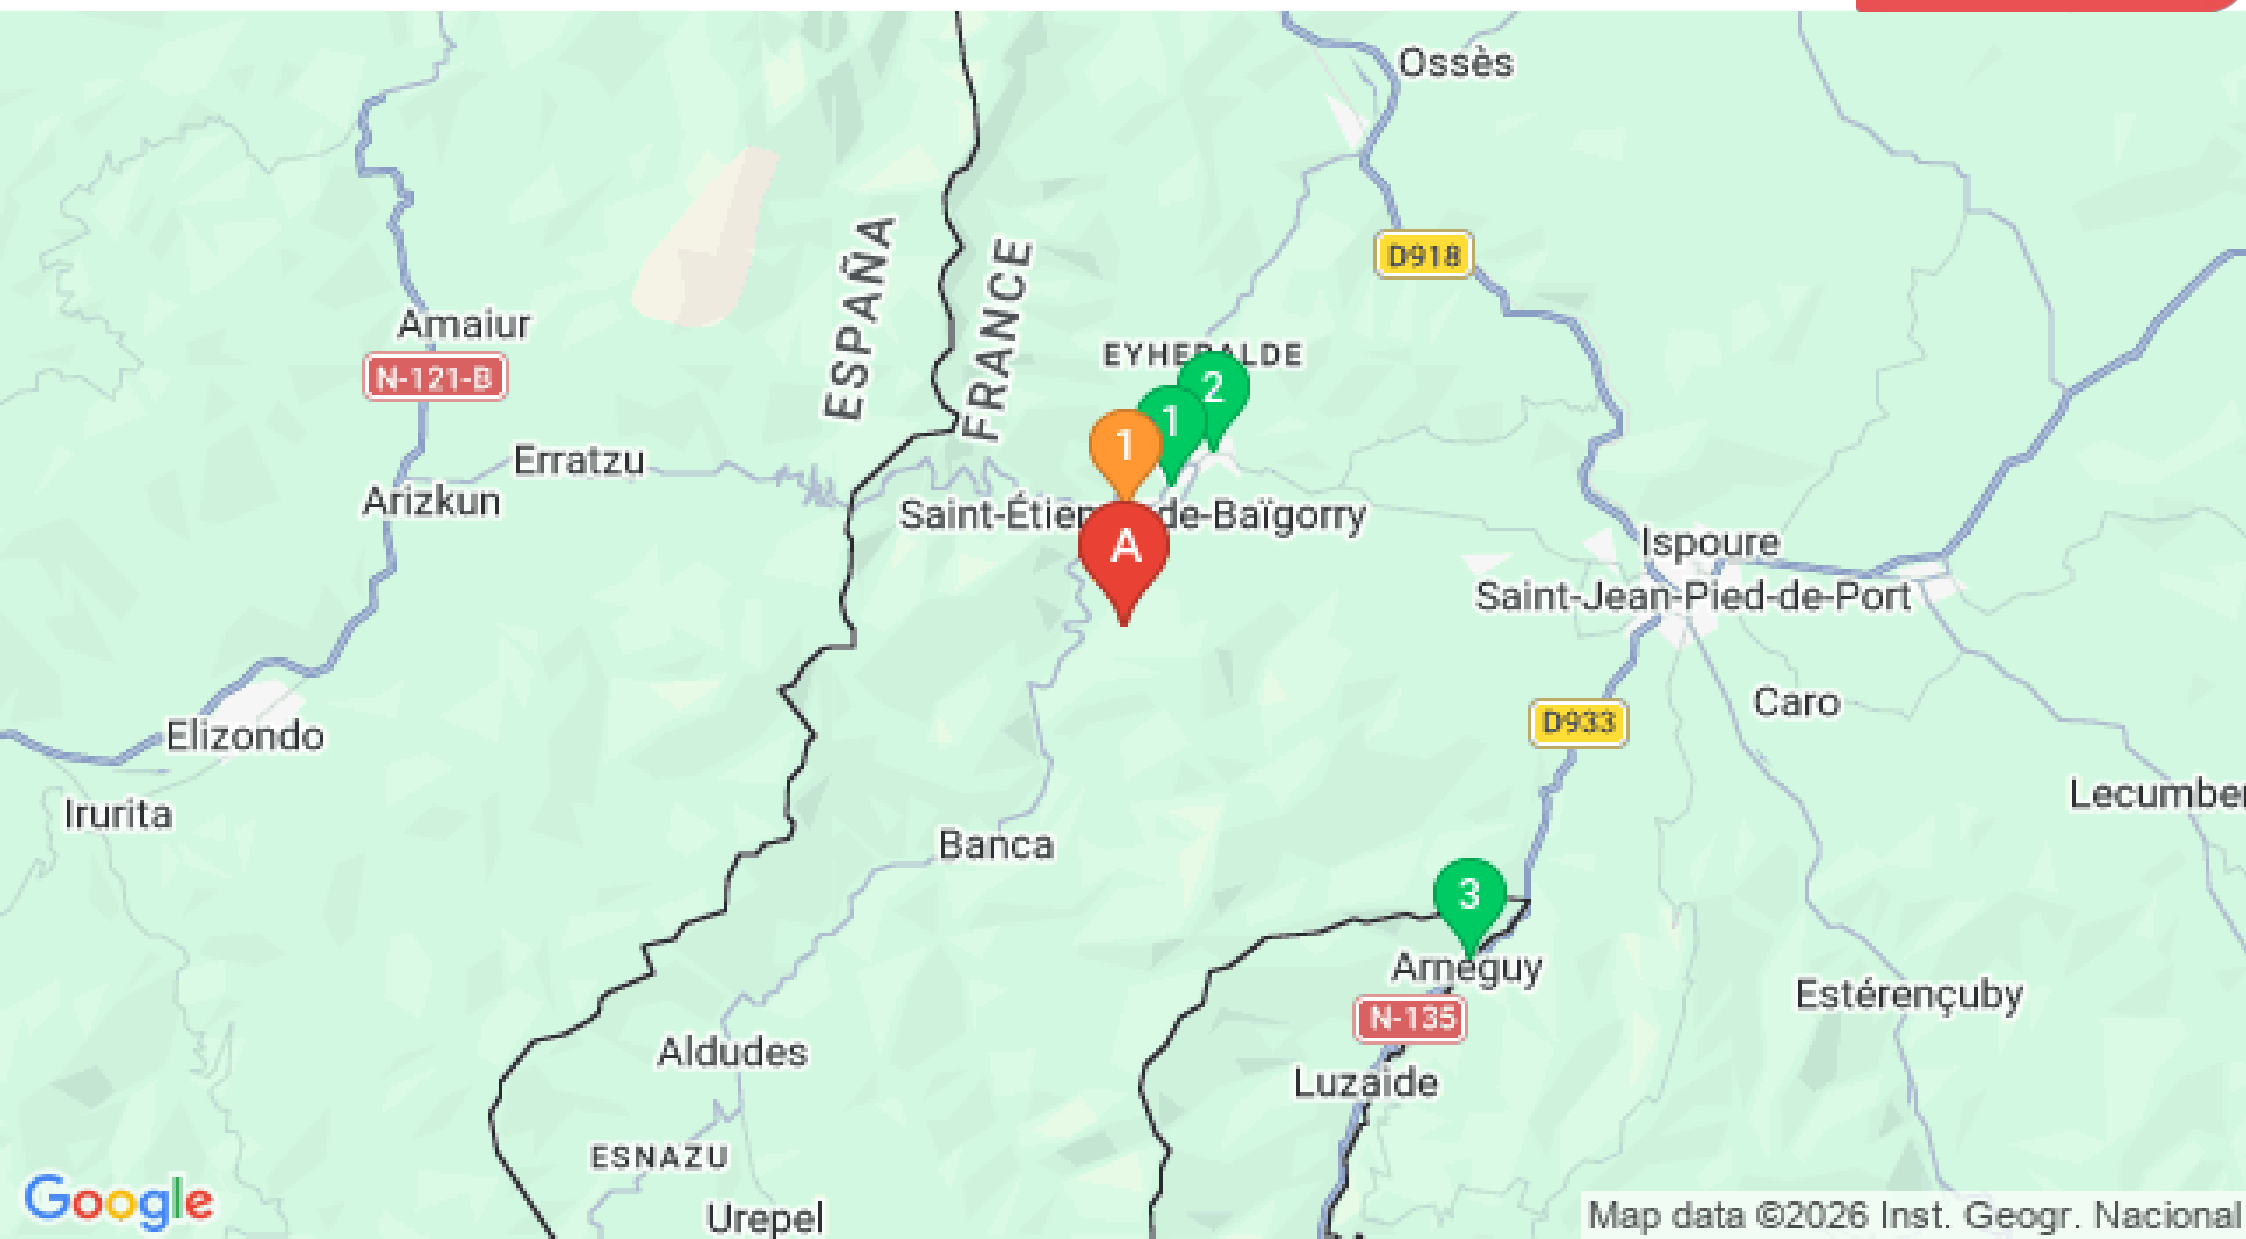 Ossès
D918
ESPAÑA
FRANCE
Amaiur
N-121-B
EYHERALDE
2
1
1
Erratzu
Arizkun
Saint-Étienne-de-Baïgorry
A
Ispoure
Saint-Jean-Pied-de-Port
Caro
D933
Elizondo
Irurita
Lecumber
Banca
3
Arnéguy
Estérençuby
N-135
Aldudes
Luzaide
ESNAZU
Urepel
Google
Map data ©2026 Inst. Geogr. Nacional